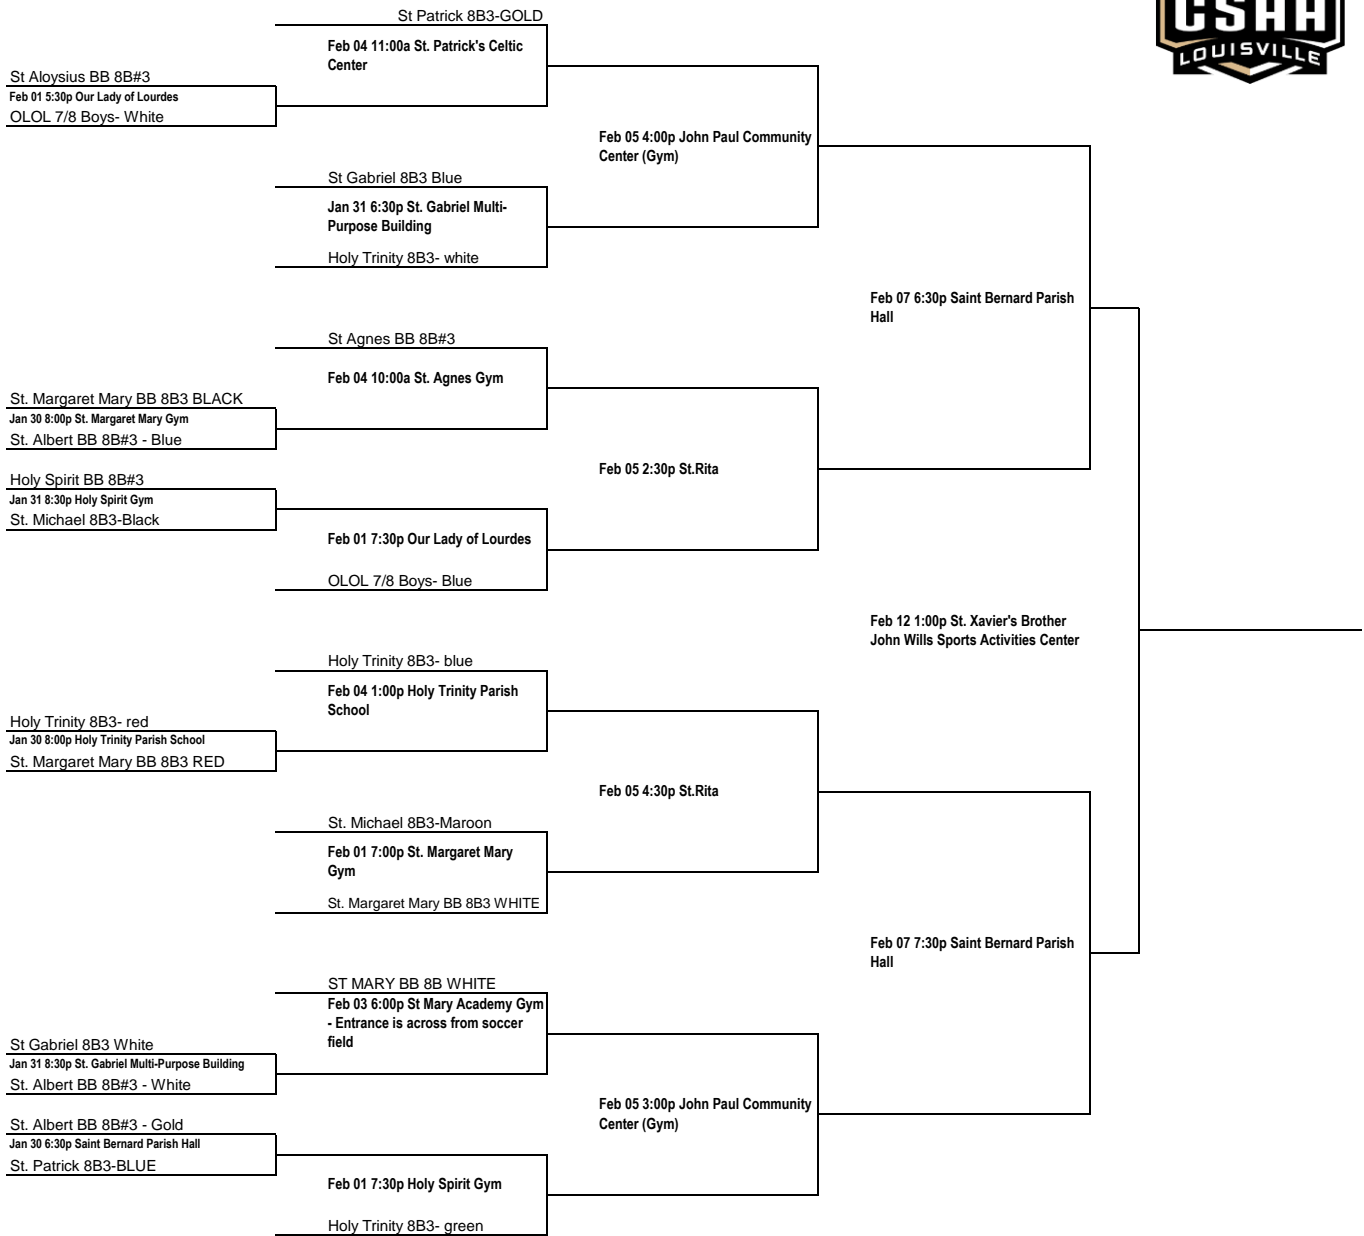 St Patrick 8B3-GOLD
CSAA
LOUISVILLE
Feb 04 11:00a St. Patrick's Celtic
Center
St Aloysius BB 8B#3
Feb 01 5:30p Our Lady of Lourdes
OLOL 7/8 Boys- White
Feb 05 4:00p John Paul Community
Center (Gym)
St Gabriel 8B3 Blue
Jan 31 6:30p St. Gabriel Multi-
Purpose Building
Holy Trinity 8B3- white
Feb 07 6:30p Saint Bernard Parish
Hall
St Agnes BB 8B#3
Feb 04 10:00a St. Agnes Gym
St. Margaret Mary BB 8B3 BLACK
Jan 30 8:00p St. Margaret Mary Gym
St. Albert BB 8B#3 - Blue
Feb 05 2:30p St.Rita
Holy Spirit BB 8B#3
Jan 31 8:30p Holy Spirit Gym
St. Michael 8B3-Black
Feb 01 7:30p Our Lady of Lourdes
OLOL 7/8 Boys- Blue
Feb 12 1:00p St. Xavier's Brother
John Wills Sports Activities Center
Holy Trinity 8B3- blue
Feb 04 1:00p Holy Trinity Parish
School
Holy Trinity 8B3- red
Jan 30 8:00p Holy Trinity Parish School
St. Margaret Mary BB 8B3 RED
Feb 05 4:30p St.Rita
St. Michael 8B3-Maroon
Feb 01 7:00p St. Margaret Mary
Gym
St. Margaret Mary BB 8B3 WHITE
Feb 07 7:30p Saint Bernard Parish
Hall
ST MARY BB 8B WHITE
Feb 03 6:00p St Mary Academy Gym
- Entrance is across from soccer
field
St Gabriel 8B3 White
Jan 31 8:30p St. Gabriel Multi-Purpose Building
St. Albert BB 8B#3 - White
Feb 05 3:00p John Paul Community
Center (Gym)
St. Albert BB 8B#3 - Gold
Jan 30 6:30p Saint Bernard Parish Hall
St. Patrick 8B3-BLUE
Feb 01 7:30p Holy Spirit Gym
Holy Trinity 8B3- green